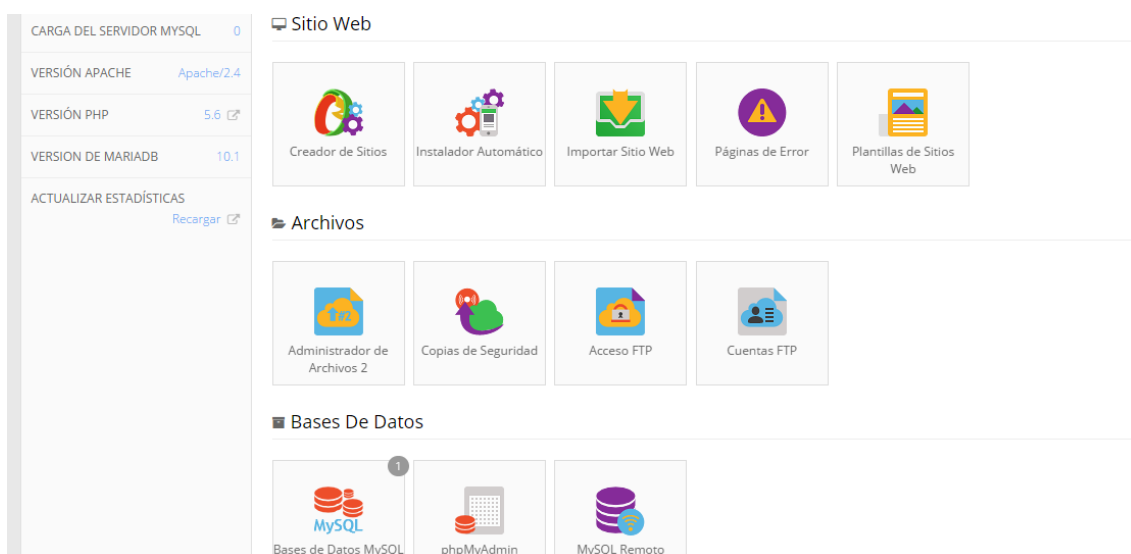 CARGA DEL SERVIDOR MYSQL 0
VERSIÓN APACHE Apache/2.4
VERSIÓN PHP 5.6
VERSION DE MARIADB 10.1
ACTUALIZAR ESTADÍSTICAS
Recargar
Sitio Web
Creador de Sitios
Instalador Automático
Importar Sitio Web
Páginas de Error
Plantillas de Sitios
Web
Archivos
#2
Administrador de
Archivos 2
Copias de Seguridad
Acceso FTP
Cuentas FTP
Bases De Datos
1
MySQL
Bases de Datos MySQL
phpMyAdmin
MySQL Remoto